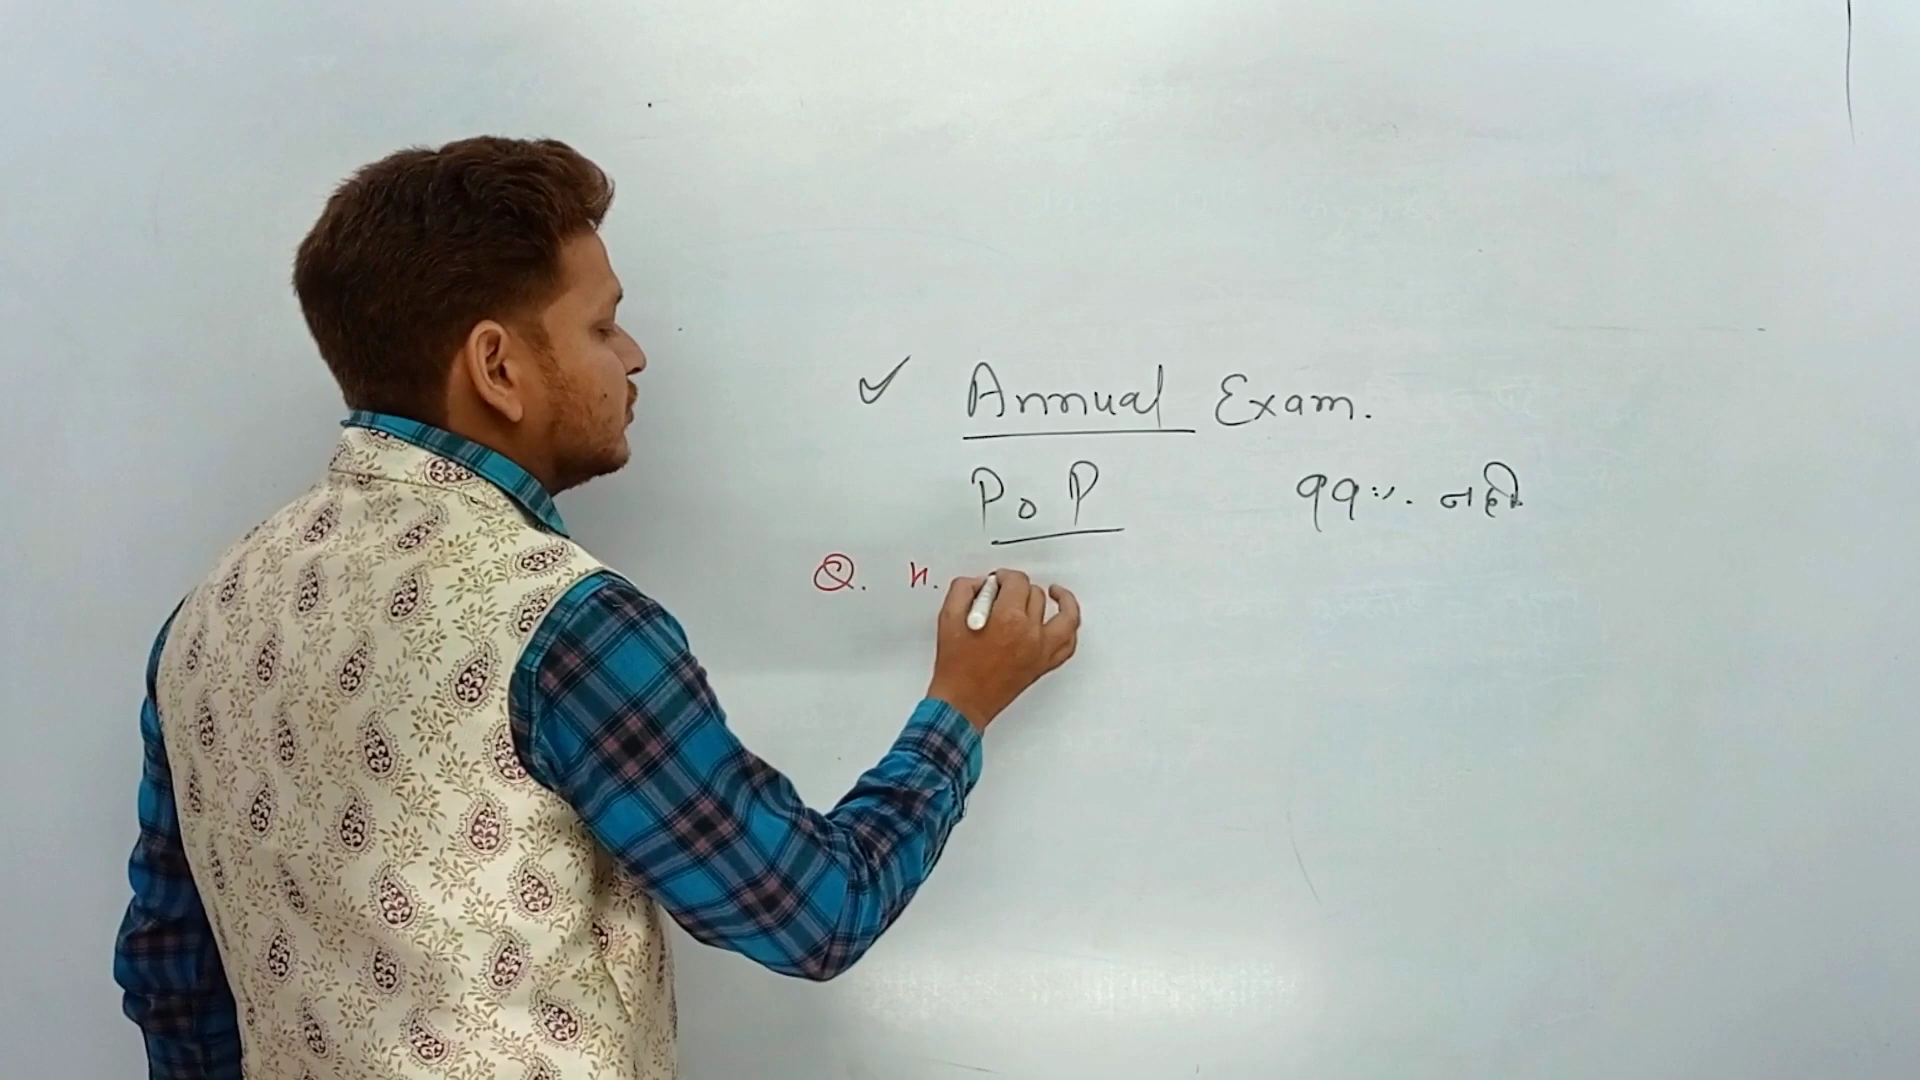 ✓ Annual Exam.
PoP 99%. नही
Q. n.